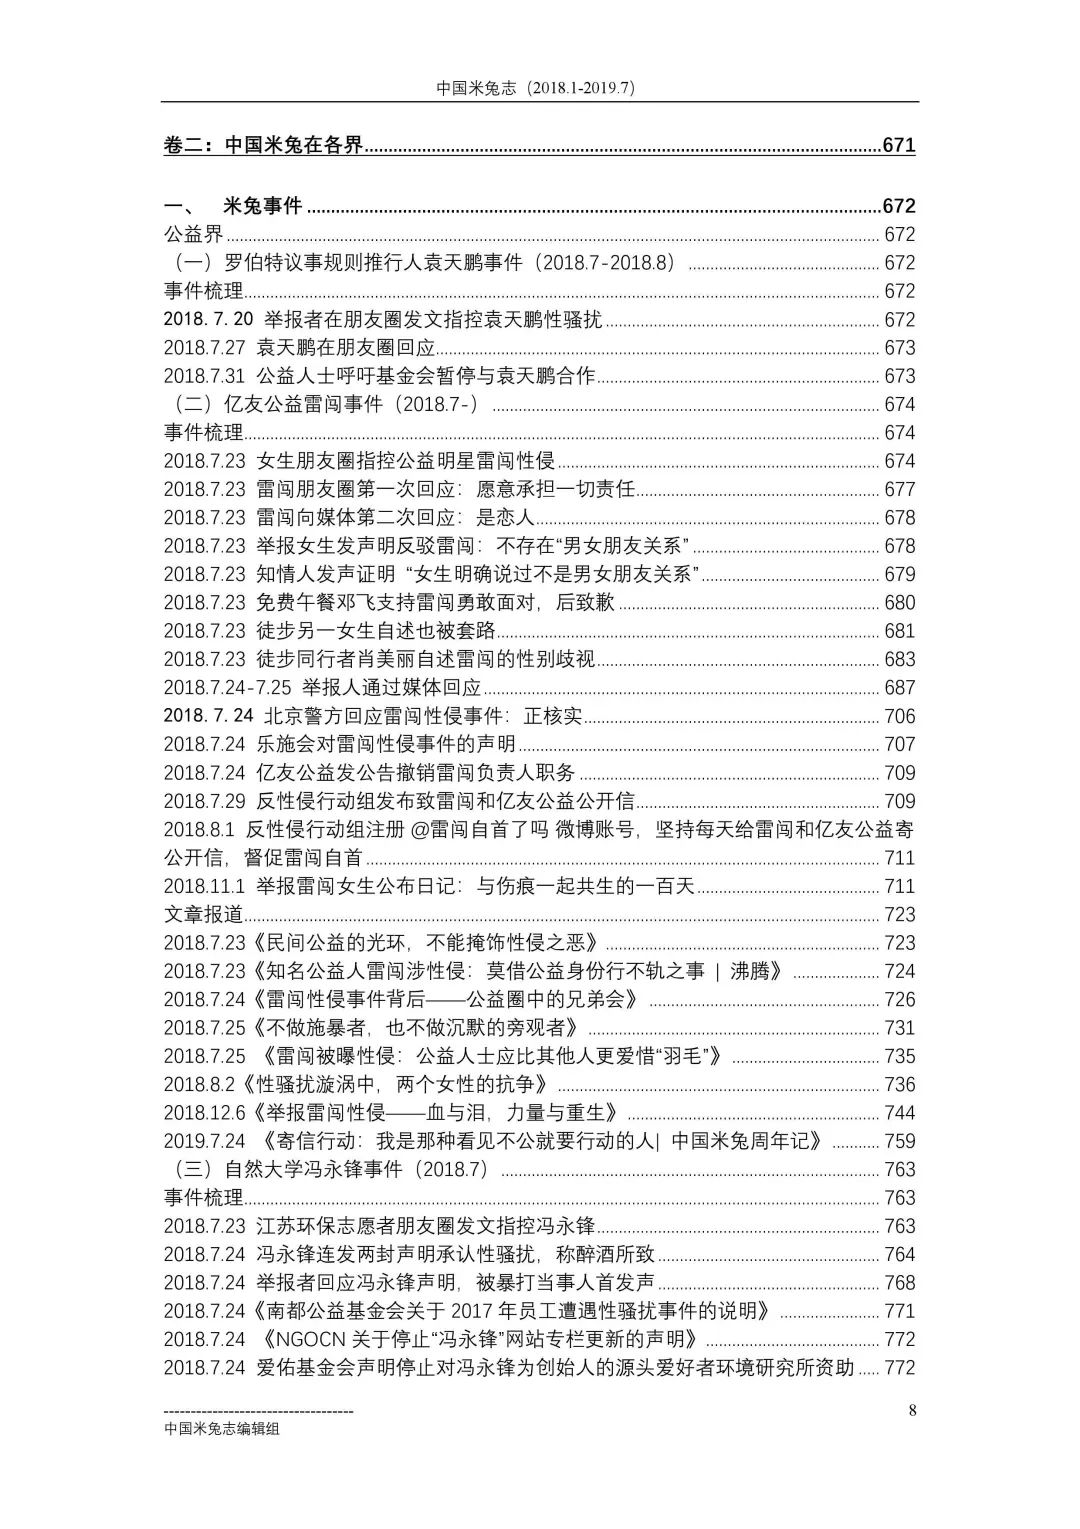 中国米兔志（2018.1-2019.7）
卷二：中国米兔在各界....................671
一、 米兔事件....................672
公益界....................672
（一）罗伯特议事规则推行人袁天鹏事件（2018.7-2018.8）....................672
事件梳理....................672
2018.7.20 举报者在朋友圈发文指控袁天鹏性骚扰....................672
2018.7.27 袁天鹏在朋友圈回应....................673
2018.7.31 公益人士呼吁基金会暂停与袁天鹏合作....................673
（二）亿友公益雷闯事件（2018.7-）....................674
事件梳理....................674
2018.7.23 女生朋友圈指控公益明星雷闯性侵....................674
2018.7.23 雷闯朋友圈第一次回应：愿意承担一切责任....................677
2018.7.23 雷闯向媒体第二次回应：是恋人....................678
2018.7.23 举报女生发声明反驳雷闯：不存在“男女朋友关系”....................678
2018.7.23 知情人发声证明 “女生明确说过不是男女朋友关系”....................679
2018.7.23 免费午餐邓飞支持雷闯勇敢面对，后致歉....................680
2018.7.23 徒步另一女生自述也被套路....................681
2018.7.23 徒步同行者肖美丽自述雷闯的性别歧视....................683
2018.7.24-7.25 举报人通过媒体回应....................687
2018.7.24 北京警方回应雷闯性侵事件：正核实....................706
2018.7.24 乐施会对雷闯性侵事件的声明....................707
2018.7.24 亿友公益发公告撤销雷闯负责人职务....................709
2018.7.29 反性侵行动组发布致雷闯和亿友公益公开信....................709
2018.8.1 反性侵行动组注册 @雷闯自首了吗 微博账号，坚持每天给雷闯和亿友公益寄
公开信，督促雷闯自首....................711
2018.11.1 举报雷闯女生公布日记：与伤痕一起共生的一百天....................711
文章报道....................723
2018.7.23《民间公益的光环，不能掩饰性侵之恶》....................723
2018.7.23《知名公益人雷闯涉性侵：莫借公益身份行不轨之事 | 沸腾》....................724
2018.7.24《雷闯性侵事件背后——公益圈中的兄弟会》....................726
2018.7.25《不做施暴者，也不做沉默的旁观者》....................731
2018.7.25 《雷闯被曝性侵：公益人士应比其他人更爱惜“羽毛”》....................735
2018.8.2《性骚扰漩涡中，两个女性的抗争》....................736
2018.12.6《举报雷闯性侵——血与泪，力量与重生》....................744
2019.7.24 《寄信行动：我是那种看见不公就要行动的人| 中国米兔周年记》...........759
（三）自然大学冯永锋事件（2018.7）....................763
事件梳理....................763
2018.7.23 江苏环保志愿者朋友圈发文指控冯永锋....................763
2018.7.24 冯永锋连发两封声明承认性骚扰，称醉酒所致....................764
2018.7.24 举报者回应冯永锋声明，被暴打当事人首发声....................768
2018.7.24《南都公益基金会关于 2017 年员工遭遇性骚扰事件的说明》....................771
2018.7.24 《NGOCN 关于停止“冯永锋”网站专栏更新的声明》....................772
2018.7.24 爱佑基金会声明停止对冯永锋为创始人的源头爱好者环境研究所资助.....772
-----------------------------------
8
中国米兔志编辑组